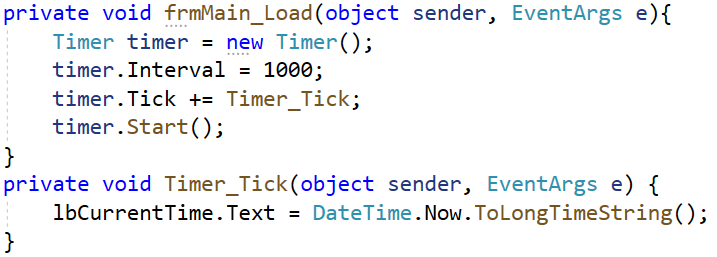 private void frmMain_Load(object sender, EventArgs e){
    Timer timer = new Timer();
    timer.Interval = 1000;
    timer.Tick += Timer_Tick;
    timer.Start();
}
private void Timer_Tick(object sender, EventArgs e) {
    lbCurrentTime.Text = DateTime.Now.ToLongTimeString();
}